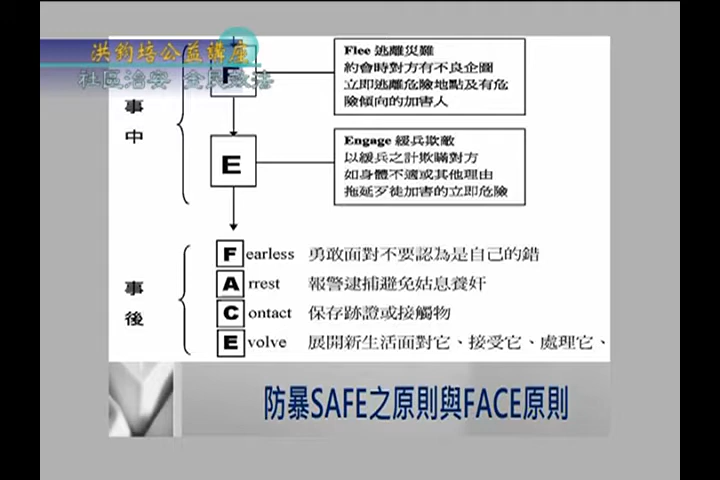 洪鈞培公益講座
社區治安 全民政法
F
Flee 逃離災難
約會時對方有不良企圖
立即逃離危險地點及有危
險傾向的加害人
事
中
E
Engage 緩兵欺敵
以緩兵之計欺瞞對方
如身體不適或其他理由
拖延歹徒加害的立即危險
事
後
Fearless 勇敢面對不要認為是自己的錯
Arrest 報警逮捕避免姑息養奸
Contact 保存跡證或接觸物
Evolve 展開新生活面對它、接受它、處理它、
防暴SAFE之原則與FACE原則